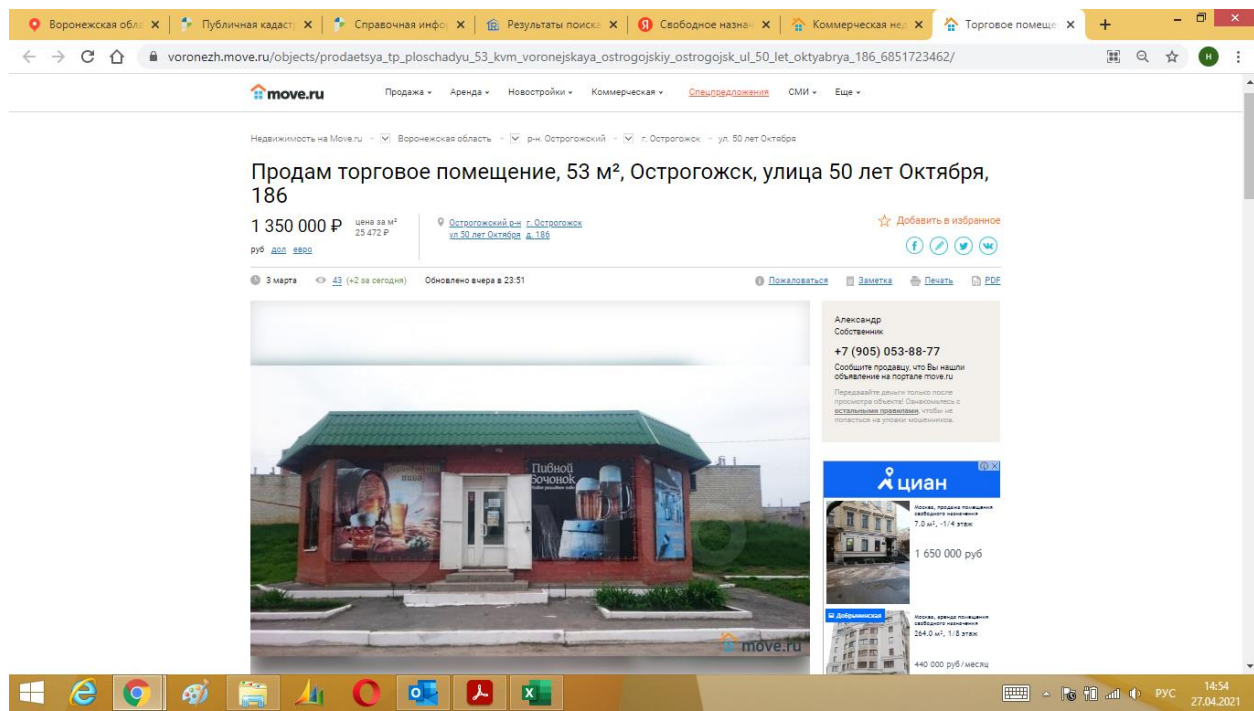 Воронежская обла
Публичная кадаст
Справочная инфо
Результаты поиска
Свободное назнач
Коммерческая нед
Торговое помеще
voronezh.move.ru/objects/prodaetsya_tp_ploschadyu_53_kvm_voronejskaya_ostrogojskiy_ostrogojsk_ul_50_let_oktyabrya_186_6851723462/
Н
move.ru
Продажа
Аренда
Новостройки
Коммерческая
Спецпредложения
СМИ
Еще
Недвижимость на Move.ru - Воронежская область - р-н. Острогожский - г. Острогожск - ул. 50 лет Октября
Продам торговое помещение, 53 м², Острогожск, улица 50 лет Октября,
186
1 350 000 ₽
цена за м²
25 472 ₽
руб дол евро
Острогожский р-н г. Острогожск
ул 50 лет Октября д. 186
Добавить в избранное
3 марта 43 (+2 за сегодня) Обновлено вчера в 23:51
Пожаловаться Заметка Печать PDF
Пивной
Бочонок
move.ru
Александр
Собственник
+7 (905) 053-88-77
Сообщите продавцу, что Вы нашли
объявление на портале move.ru
Передавайте деньги только после
просмотра объекта! Ознакомьтесь с
остальными правилами, чтобы не
попасться на уловки мошенников.
циан
Москва, продажа помещения
свободного назначения
7.0 м², -1/4 этаж
1 650 000 руб
Добрынинская
Москва, аренда помещения
свободного назначения
264.0 м², 1/8 этаж
440 000 руб/месяц
РУС
14:54
27.04.2021